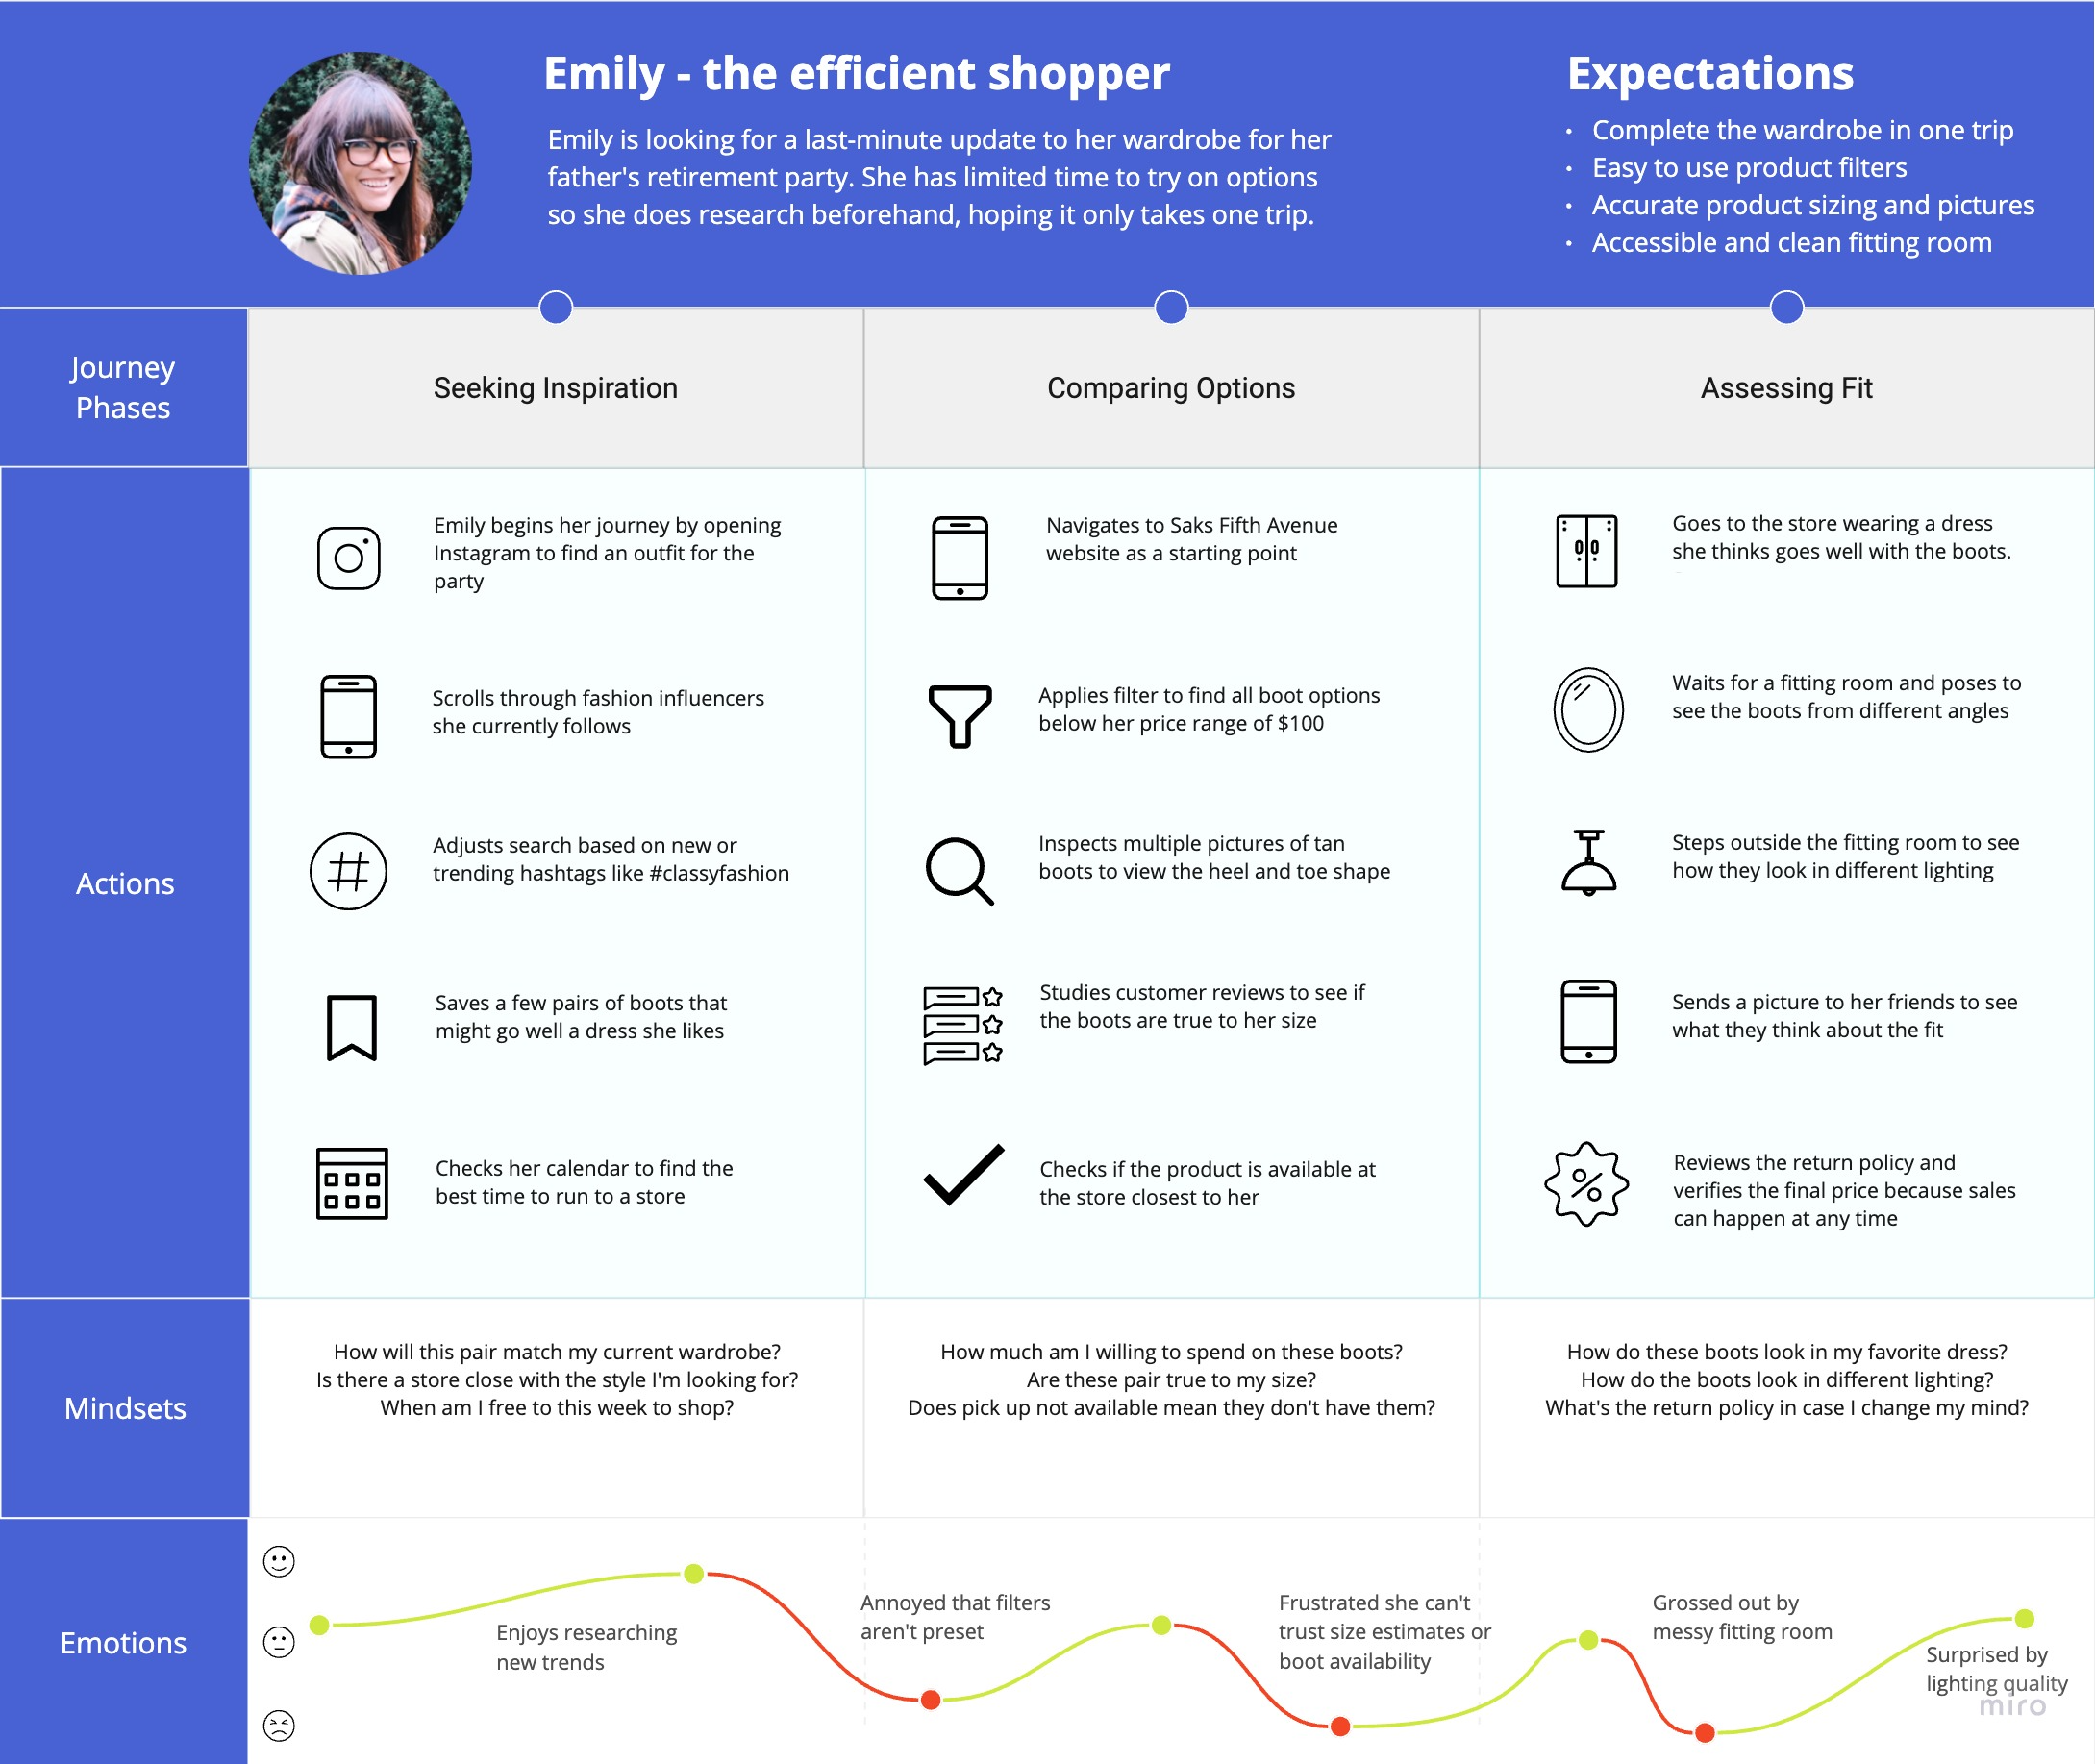 Emily - the efficient shopper
Emily is looking for a last-minute update to her wardrobe for her
father's retirement party. She has limited time to try on options
so she does research beforehand, hoping it only takes one trip.
Expectations
• Complete the wardrobe in one trip
• Easy to use product filters
• Accurate product sizing and pictures
• Accessible and clean fitting room
Journey
Phases
Seeking Inspiration
Comparing Options
Assessing Fit
Actions
Emily begins her journey by opening
Instagram to find an outfit for the
party
Scrolls through fashion influencers
she currently follows
#
Adjusts search based on new or
trending hashtags like #classyfashion
Saves a few pairs of boots that
might go well a dress she likes
Checks her calendar to find the
best time to run to a store
Navigates to Saks Fifth Avenue
website as a starting point
Applies filter to find all boot options
below her price range of $100
Inspects multiple pictures of tan
boots to view the heel and toe shape
Studies customer reviews to see if
the boots are true to her size
Checks if the product is available at
the store closest to her
Goes to the store wearing a dress
she thinks goes well with the boots.
Waits for a fitting room and poses to
see the boots from different angles
Steps outside the fitting room to see
how they look in different lighting
Sends a picture to her friends to see
what they think about the fit
%
Reviews the return policy and
verifies the final price because sales
can happen at any time
Mindsets
How will this pair match my current wardrobe?
Is there a store close with the style I'm looking for?
When am I free to this week to shop?
How much am I willing to spend on these boots?
Are these pair true to my size?
Does pick up not available mean they don't have them?
How do these boots look in my favorite dress?
How do the boots look in different lighting?
What's the return policy in case I change my mind?
Emotions
Enjoys researching
new trends
Annoyed that filters
aren't preset
Frustrated she can't
trust size estimates or
boot availability
Grossed out by
messy fitting room
Surprised by
lighting quality
miro